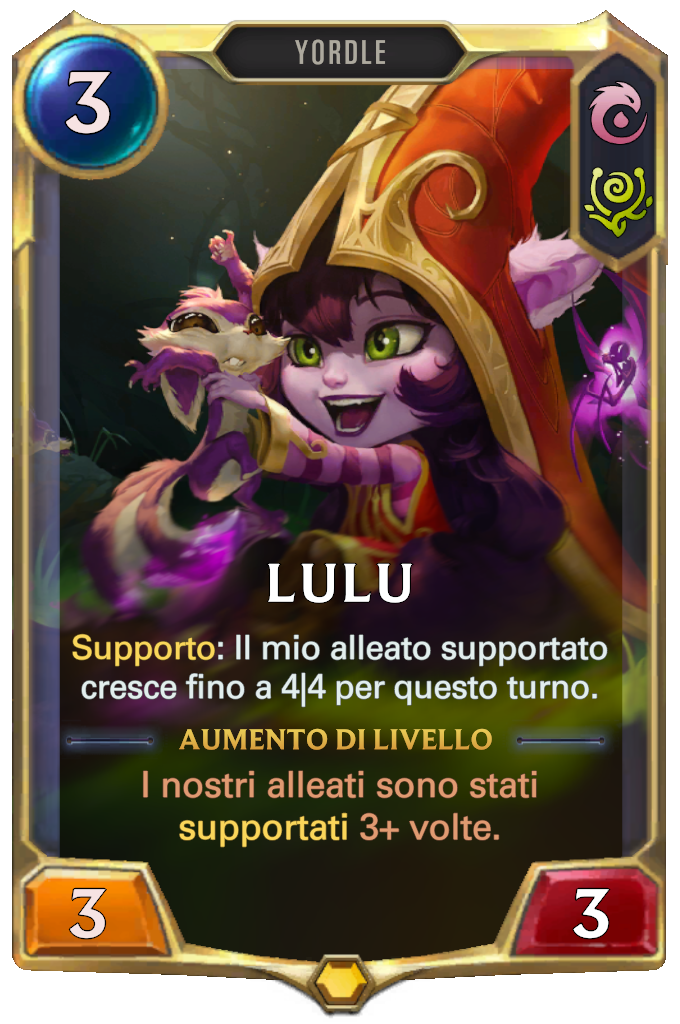 3
YORDLE
LULU
Supporto: Il mio alleato supportato
cresce fino a 4|4 per questo turno.
AUMENTO DI LIVELLO
I nostri alleati sono stati
supportati 3+ volte.
3
3